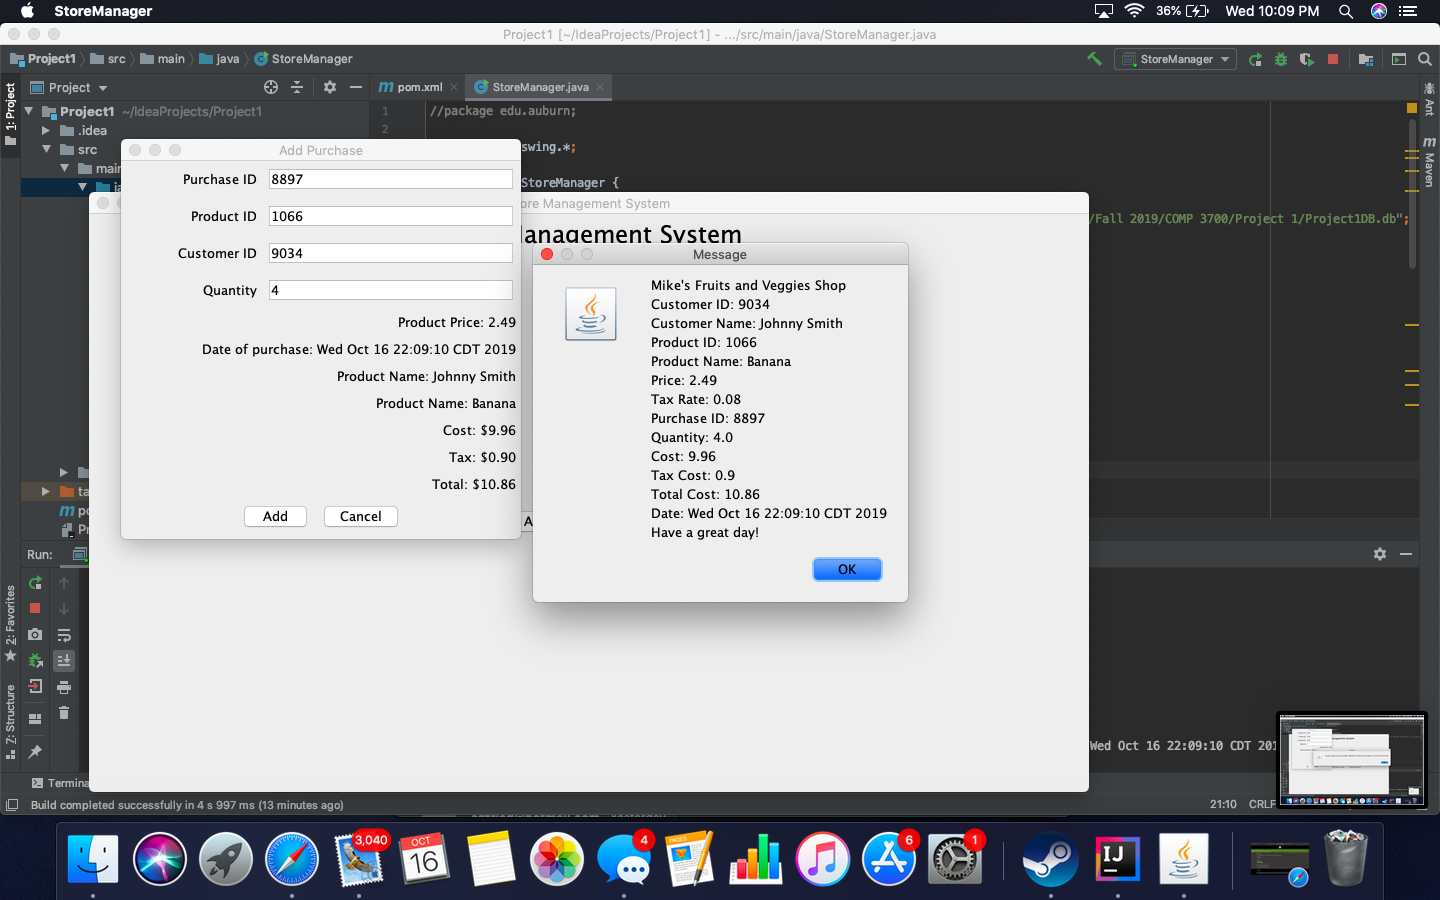 StoreManager
36%
Wed 10:09 PM
Project1 [~/IdeaProjects/Project1] - .../src/main/java/StoreManager.java
Project1
src
main
java
StoreManager
StoreManager
1: Project
Project
pom.xml
StoreManager.java
Ant
Maven
Project1 ~/IdeaProjects/Project1
.idea
src
main
1 //package edu.auburn;
2
swing.*;
StoreManager {
/Fall 2019/COMP 3700/Project 1/Project1DB.db";
Add Purchase
Purchase ID 8897
Product ID 1066
Customer ID 9034
Quantity 4
Product Price: 2.49
Date of purchase: Wed Oct 16 22:09:10 CDT 2019
Product Name: Johnny Smith
Product Name: Banana
Cost: $9.96
Tax: $0.90
Total: $10.86
Add
Cancel
ore Management System
Management System
Message
Mike's Fruits and Veggies Shop
Customer ID: 9034
Customer Name: Johnny Smith
Product ID: 1066
Product Name: Banana
Price: 2.49
Tax Rate: 0.08
Purchase ID: 8897
Quantity: 4.0
Cost: 9.96
Tax Cost: 0.9
Total Cost: 10.86
Date: Wed Oct 16 22:09:10 CDT 2019
Have a great day!
OK
A
ta
Run:
2: Favorites
Z: Structure
Wed Oct 16 22:09:10 CDT 201
Termina
Build completed successfully in 4 s 997 ms (13 minutes ago)
21:10
CRLF
3,040
OCT
16
4
PAGES
6
1
IJ